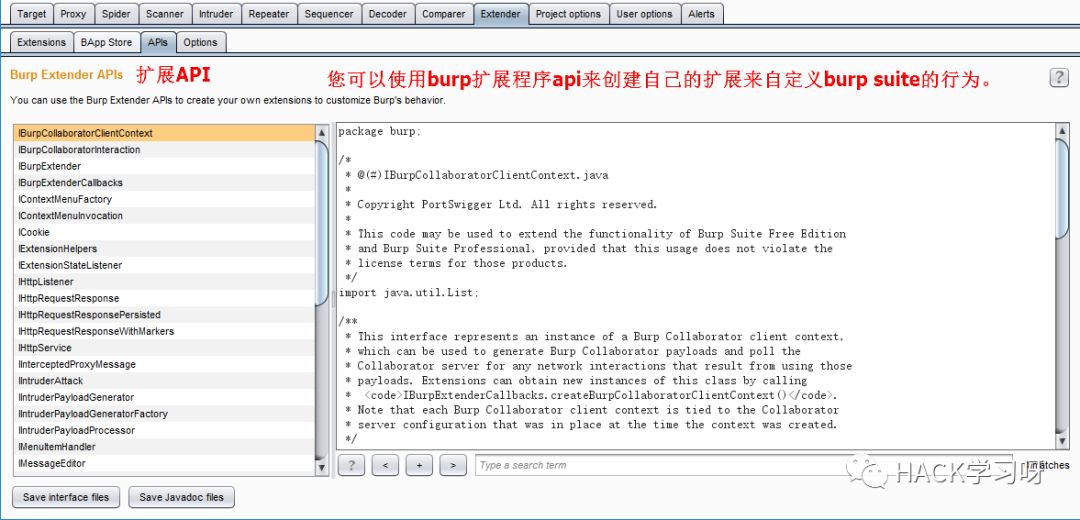 Target Proxy Spider Scanner Intruder Repeater Sequencer Decoder Comparer Extender Project options User options Alerts
Extensions BApp Store APIs Options
Burp Extender APIs 扩展API 您可以使用burp扩展程序api来创建自己的扩展来自定义burp suite的行为。 ?
You can use the Burp Extender APIs to create your own extensions to customize Burp's behavior.
IBurpCollaboratorClientContext
IBurpCollaboratorInteraction
IBurpExtender
IBurpExtenderCallbacks
IContextMenuFactory
IContextMenuInvocation
ICookie
IExtensionHelpers
IExtensionStateListener
IHttpListener
IHttpRequestResponse
IHttpRequestResponsePersisted
IHttpRequestResponseWithMarkers
IHttpService
IInterceptedProxyMessage
IIntruderAttack
IIntruderPayloadGenerator
IIntruderPayloadGeneratorFactory
IIntruderPayloadProcessor
IMenuItemHandler
IMessageEditor
package burp;
/*
* @(#)IBurpCollaboratorClientContext.java
*
* Copyright PortSwigger Ltd. All rights reserved.
*
* This code may be used to extend the functionality of Burp Suite Free Edition
* and Burp Suite Professional, provided that this usage does not violate the
* license terms for those products.
*/
import java.util.List;
/**
* This interface represents an instance of a Burp Collaborator client context,
* which can be used to generate Burp Collaborator payloads and poll the
* Collaborator server for any network interactions that result from using those
* payloads. Extensions can obtain new instances of this class by calling
* <code>IBurpExtenderCallbacks.createBurpCollaboratorClientContext()</code>.
* Note that each Burp Collaborator client context is tied to the Collaborator
* server configuration that was in place at the time the context was created.
*/
? < + > Type a search term
HACK学习呀
Save interface files Save Javadoc files